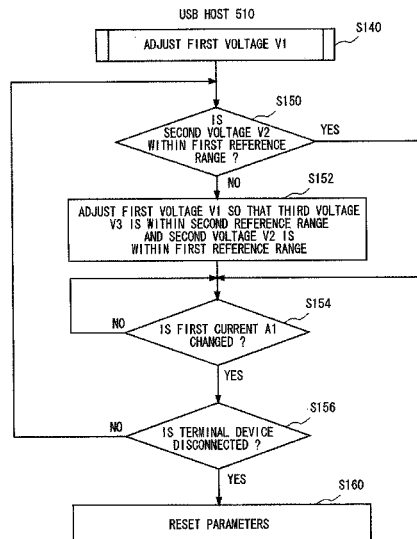 USB HOST 510
S140
ADJUST FIRST VOLTAGE V1
S150
IS
SECOND VOLTAGE V2
WITHIN FIRST REFERENCE
RANGE ?
YES
NO
S152
ADJUST FIRST VOLTAGE V1 SO THAT THIRD VOLTAGE
V3 IS WITHIN SECOND REFERENCE RANGE
AND SECOND VOLTAGE V2 IS
WITHIN FIRST REFERENCE RANGE
S154
NO
IS FIRST CURRENT A1
CHANGED ?
YES
S156
NO
IS TERMINAL DEVICE
DISCONNECTED ?
YES
S160
RESET PARAMETERS